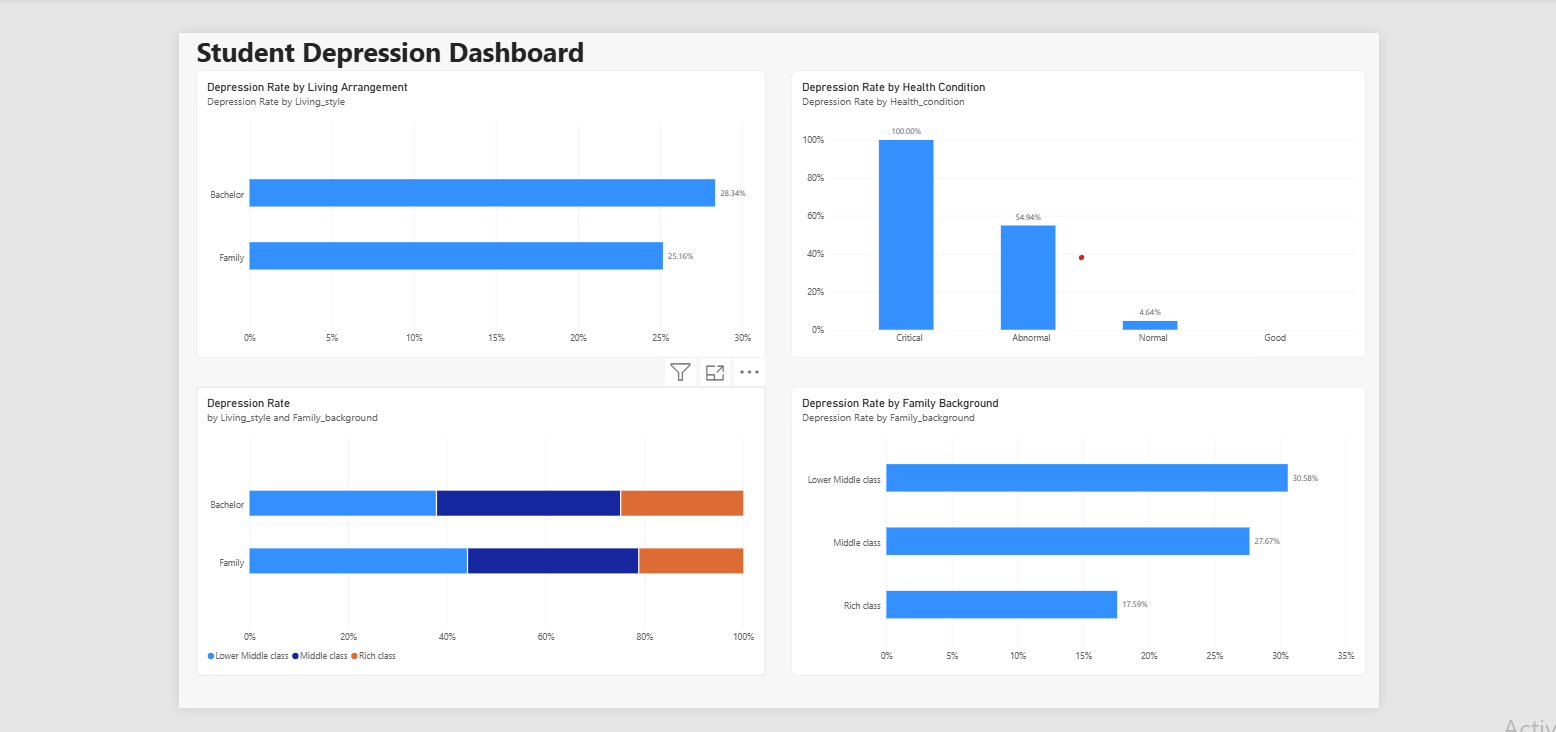 Student Depression Dashboard
Depression Rate by Living Arrangement
Depression Rate by Living_style
Bachelor
28.34%
Family
25.16%
0% 5% 10% 15% 20% 25% 30%
Depression Rate by Health Condition
Depression Rate by Health_condition
100%
80%
60%
40%
20%
0%
100.00%
54.94%
4.64%
Critical Abnormal Normal Good
Depression Rate
by Living_style and Family_background
Bachelor
Family
0% 20% 40% 60% 80% 100%
Lower Middle class Middle class Rich class
Depression Rate by Family Background
Depression Rate by Family_background
Lower Middle class
30.58%
Middle class
27.67%
Rich class
17.59%
0% 5% 10% 15% 20% 25% 30% 35%
Activ